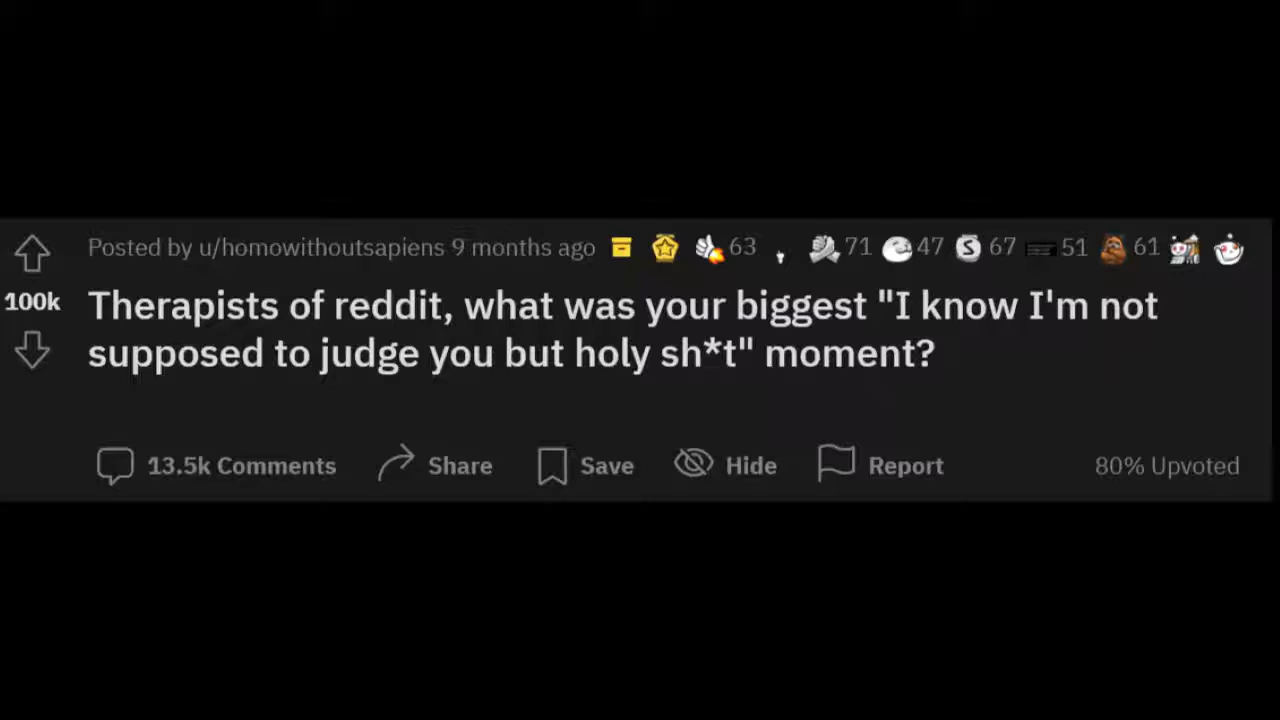 Posted by u/homowithoutsapiens 9 months ago 63 71 47 S 67 51 61
100k
Therapists of reddit, what was your biggest "I know I'm not
supposed to judge you but holy sh*t" moment?
13.5k Comments Share Save Hide Report 80% Upvoted